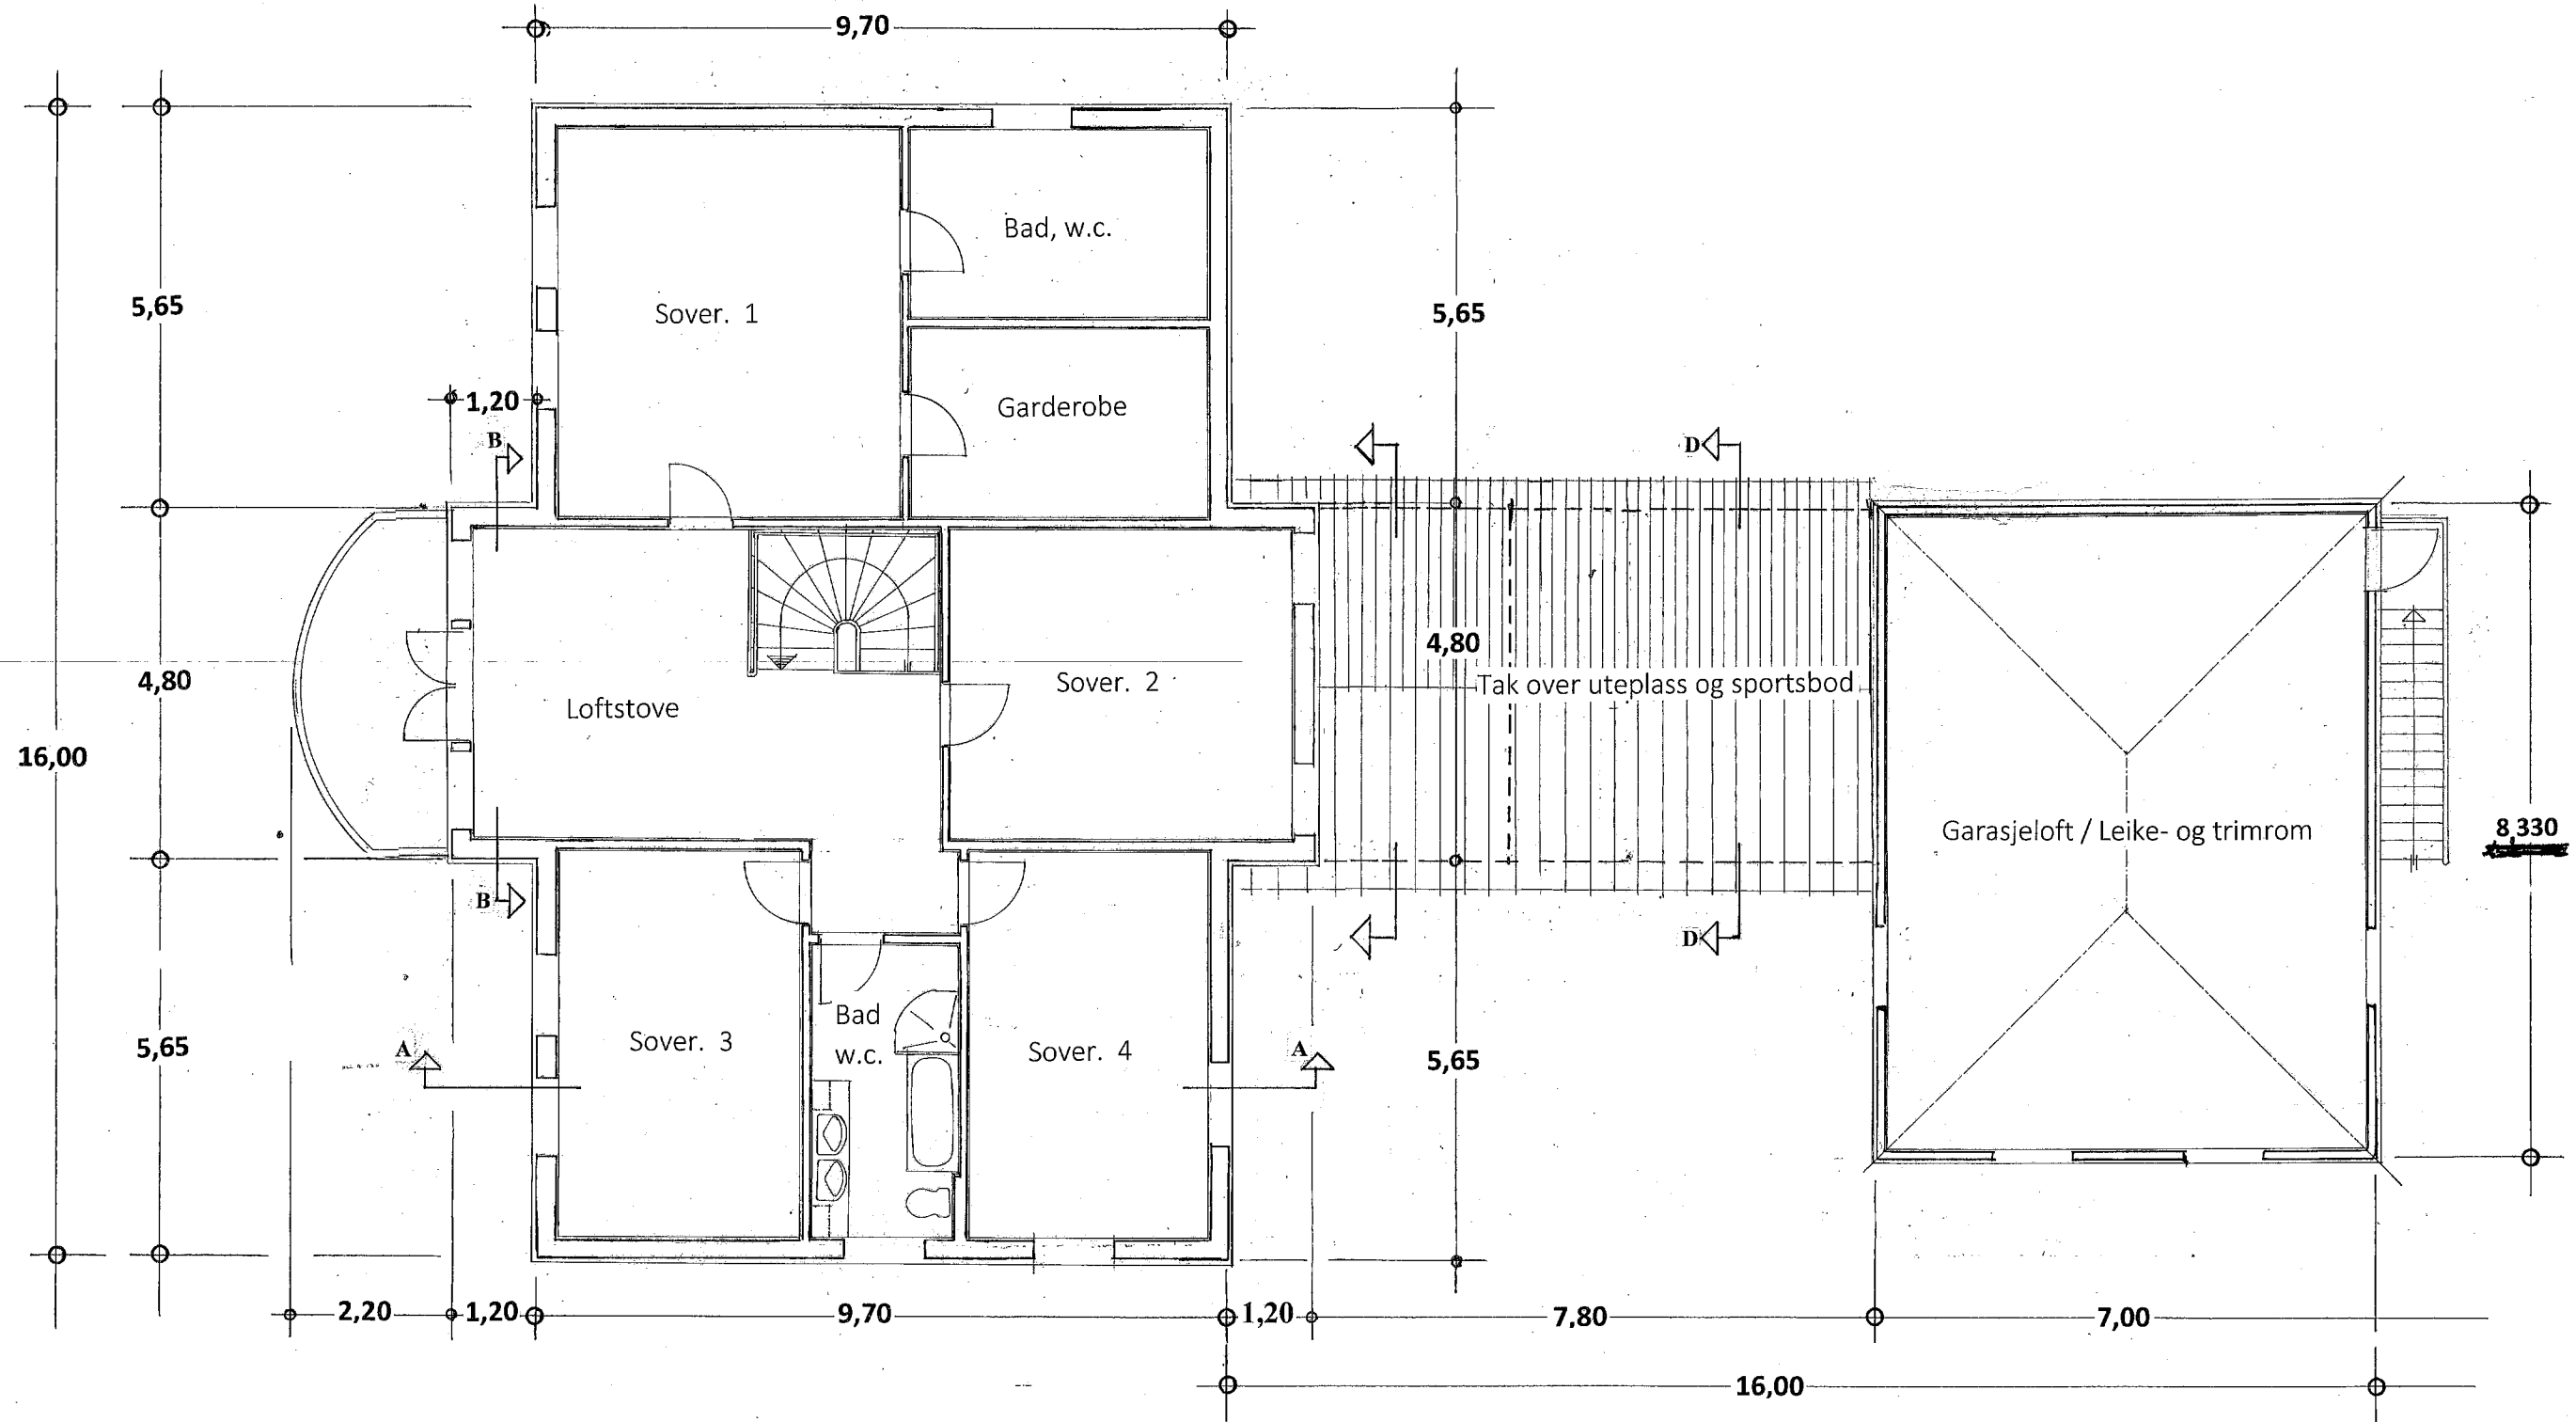 9,70
Bad, w.c.
5,65
Sover. 1
5,65
1,20
Garderobe
B
D
4,80
Sover. 2
Tak over uteplass og sportsbod
4,80
Loftstove
16,00
Garasjeloft / Leike- og trimrom
8,330
B
D
Bad
w.c.
Sover. 3
Sover. 4
5,65
A
A
5,65
2,20
1,20
9,70
1,20
7,80
7,00
16,00